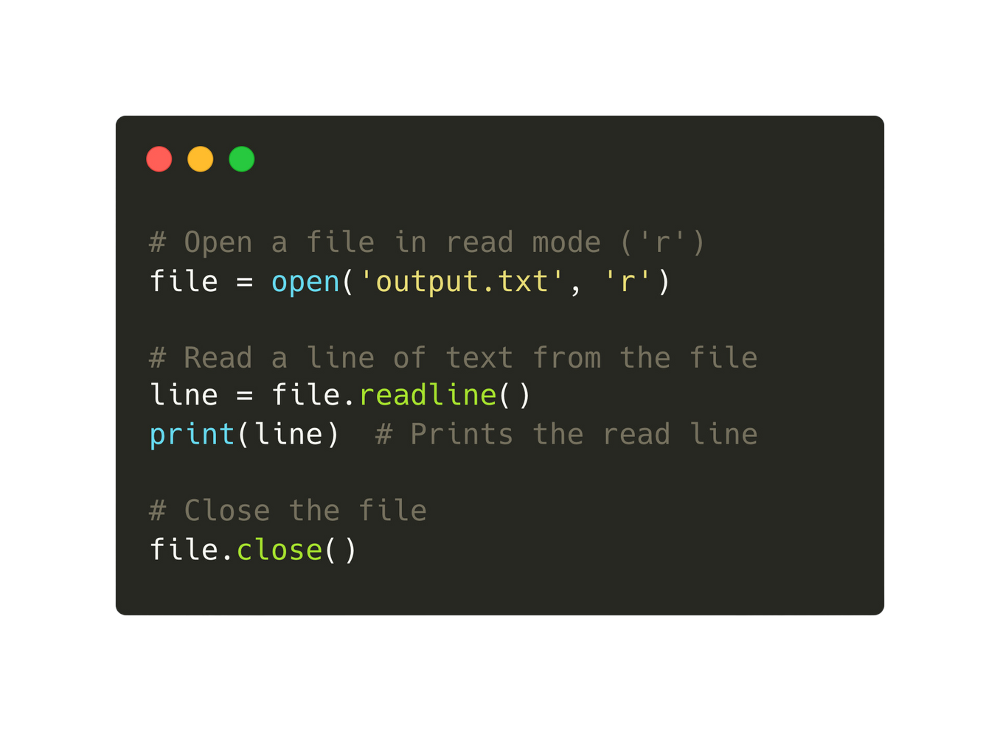 # Open a file in read mode ('r')
file = open('output.txt', 'r')
# Read a line of text from the file
line = file.readline()
print(line)  # Prints the read line
# Close the file
file.close()